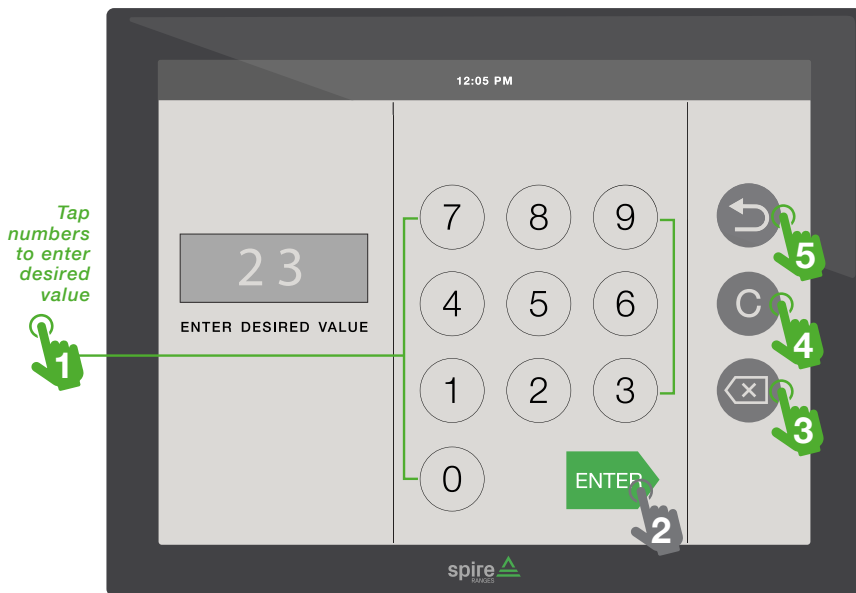 12:05 PM
Tap
numbers
to enter
desired
value
1
23
ENTER DESIRED VALUE
7 8 9
4 5 6
1 2 3
0 ENTER
2
5
C
4
3
spire
RANGES